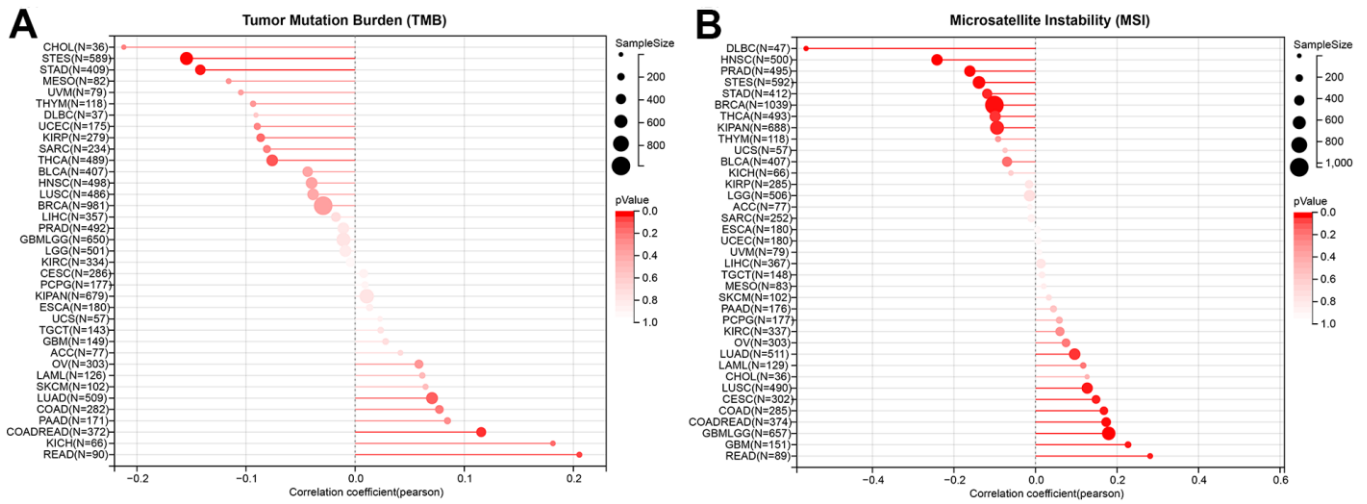 A
Tumor Mutation Burden (TMB)
CHOL(N=36)
STES(N=589)
STAD(N=409)
MESO(N=82)
UVM(N=79)
THYM(N=118)
DLBC(N=37)
UCEC(N=175)
KIRP(N=279)
SARC(N=234)
THCA(N=489)
BLCA(N=407)
HNSC(N=498)
LUSC(N=486)
BRCA(N=981)
LIHC(N=357)
PRAD(N=492)
GBMLGG(N=650)
LGG(N=501)
KIRC(N=334)
CESC(N=286)
PCPG(N=177)
KIPAN(N=679)
ESCA(N=180)
UCS(N=57)
TGCT(N=143)
GBM(N=149)
ACC(N=77)
OV(N=303)
LAML(N=126)
SKCM(N=102)
LUAD(N=509)
COAD(N=282)
PAAD(N=171)
COADREAD(N=372)
KICH(N=66)
READ(N=90)
−0.2 −0.1 0.0 0.1 0.2
Correlation coefficient(pearson)
SampleSize
0
200
400
600
800
pValue
0.0
0.2
0.4
0.6
0.8
1.0
B
Microsatellite Instability (MSI)
DLBC(N=47)
HNSC(N=500)
PRAD(N=495)
STES(N=592)
STAD(N=412)
BRCA(N=1039)
THCA(N=493)
KIPAN(N=688)
THYM(N=118)
UCS(N=57)
BLCA(N=407)
KICH(N=66)
KIRP(N=285)
LGG(N=506)
ACC(N=77)
SARC(N=252)
ESCA(N=180)
UCEC(N=180)
UVM(N=79)
LIHC(N=367)
TGCT(N=148)
MESO(N=83)
SKCM(N=102)
PAAD(N=176)
PCPG(N=177)
KIRC(N=337)
OV(N=303)
LUAD(N=511)
LAML(N=129)
CHOL(N=36)
LUSC(N=490)
CESC(N=302)
COAD(N=285)
COADREAD(N=374)
GBMLGG(N=657)
GBM(N=151)
READ(N=89)
−0.4 −0.2 0.0 0.2 0.4 0.6
Correlation coefficient(pearson)
SampleSize
0
200
400
600
800
1,000
pValue
0.0
0.2
0.4
0.6
0.8
1.0